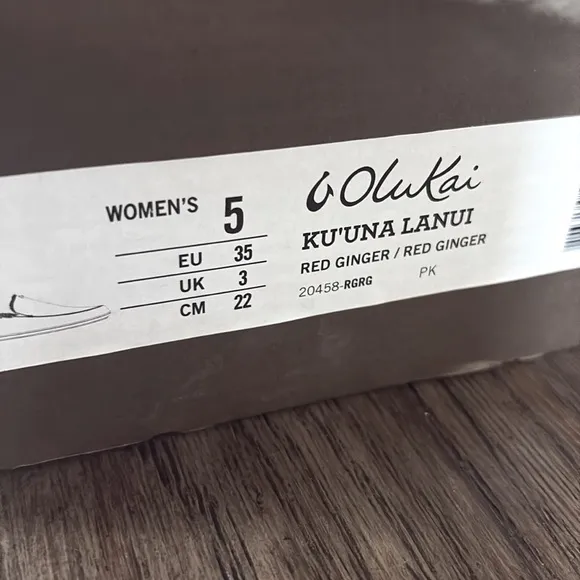 WOMEN'S 5
EU 35
UK 3
CM 22
OluKai
KU'UNA LANUI
RED GINGER / RED GINGER
20458-RGRG PK